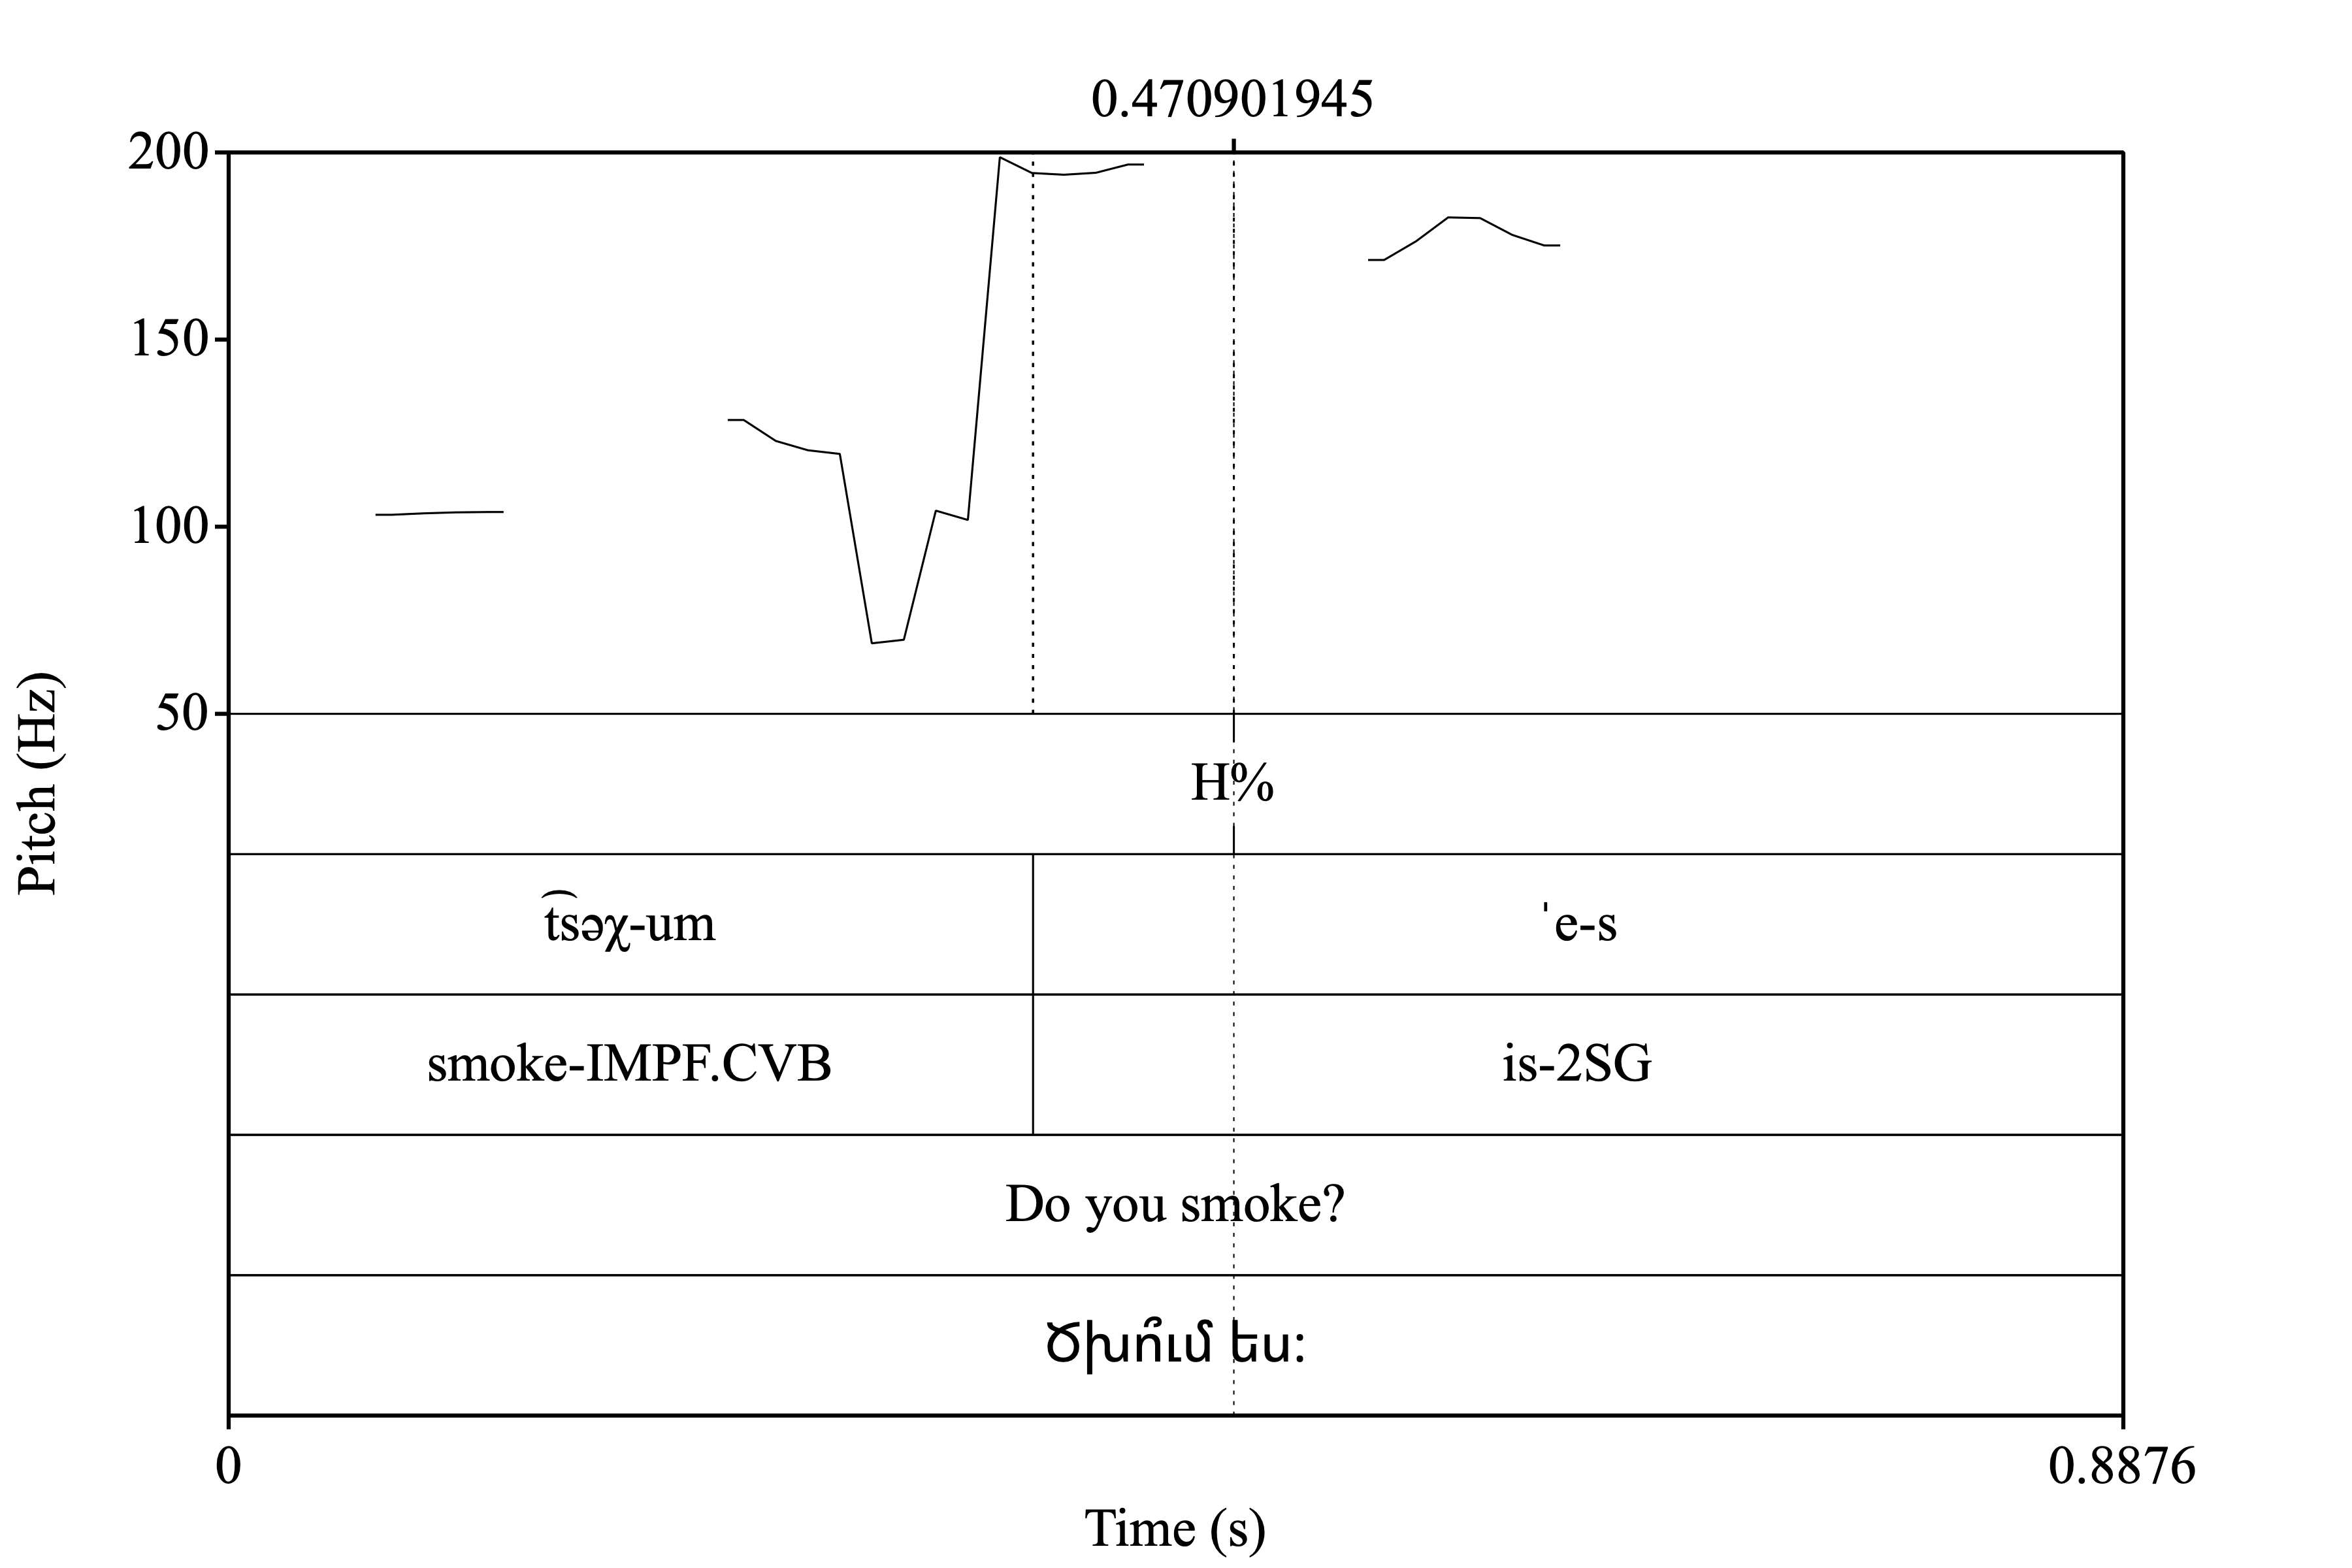 0.470901945
200
150
100
50
Pitch (Hz)
H%
t͡səχ-um ˈe-s
smoke-IMPF.CVB is-2SG
Do you smoke?
Ծխո՞ւմ ես:
0 0.8876
Time (s)